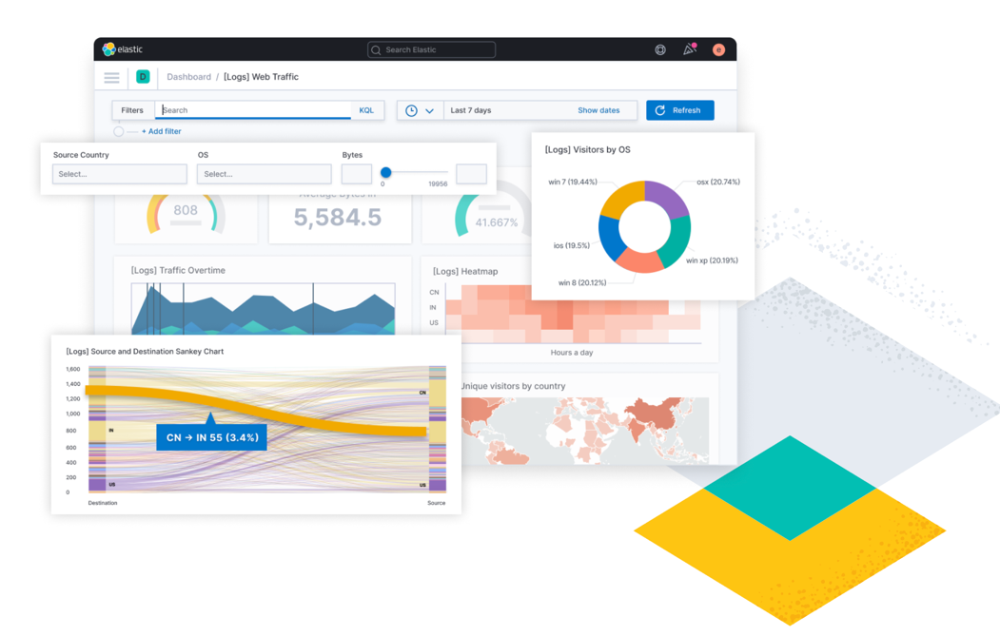 elastic
Search Elastic
e
D
Dashboard / [Logs] Web Traffic
Filters
Search
KQL
Last 7 days
Show dates
Refresh
+ Add filter
Source Country
OS
Bytes
Select...
Select...
0
19956
808
Average Bytes In
5,584.5
41.667%
[Logs] Visitors by OS
win 7 (19.44%)
osx (20.74%)
ios (19.5%)
win xp (20.19%)
win 8 (20.12%)
[Logs] Traffic Overtime
[Logs] Heatmap
CN
IN
US
Hours a day
[Logs] Source and Destination Sankey Chart
1,600
1,400
1,200
1,000
800
600
400
200
0
CN
IN
US
US
CN → IN 55 (3.4%)
Destination
Source
Unique visitors by country